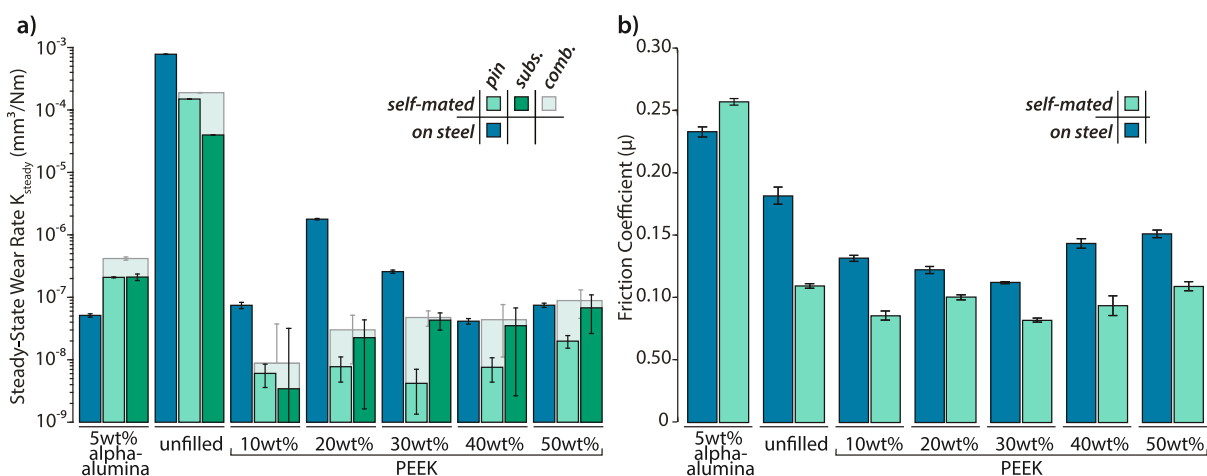 a)
Steady-State Wear Rate Ksteady (mm3/Nm)
10-3
10-4
10-5
10-6
10-7
10-8
10-9
pin
subs.
comb.
self-mated
on steel
5wt%
alpha-
alumina
unfilled
10wt%
20wt%
30wt%
40wt%
50wt%
PEEK
b)
Friction Coefficient (μ)
0.30
0.25
0.20
0.15
0.10
0.50
0
self-mated
on steel
5wt%
alpha-
alumina
unfilled
10wt%
20wt%
30wt%
40wt%
50wt%
PEEK